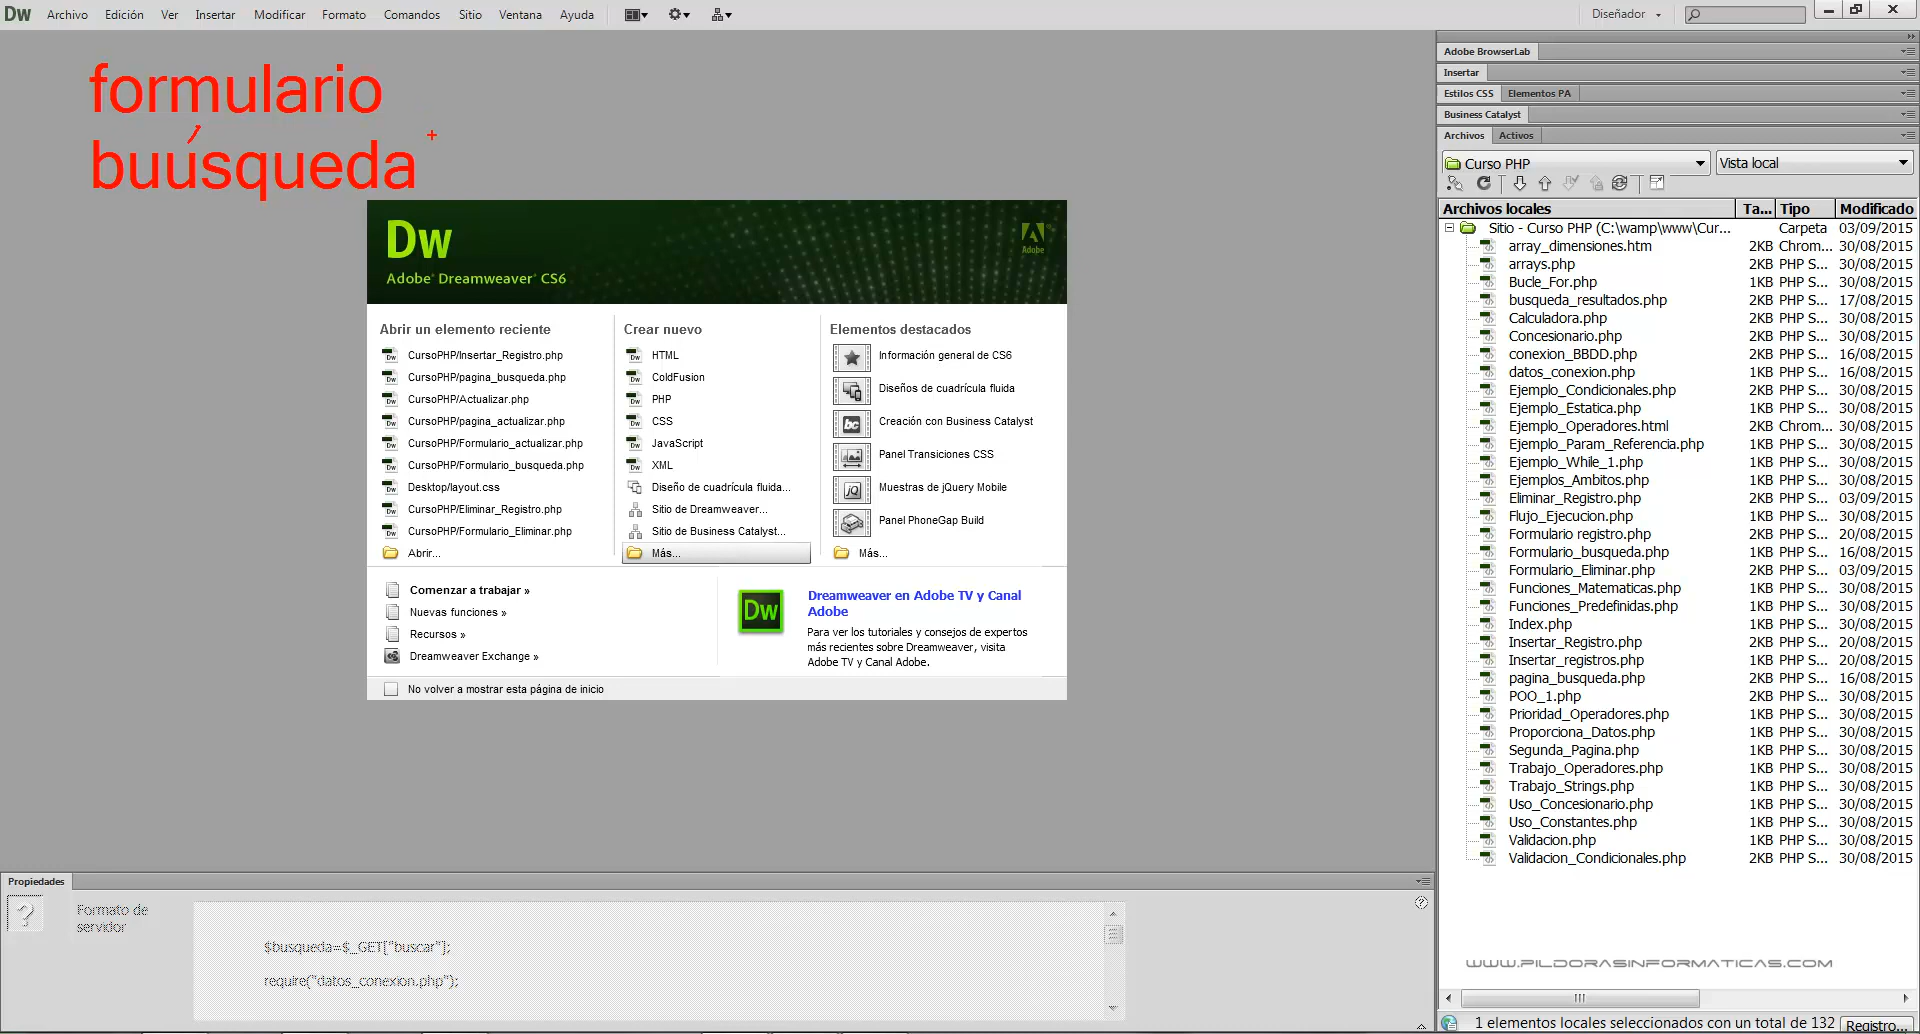 Dw Archivo Edición Ver Insertar Modificar Formato Comandos Sitio Ventana Ayuda Diseñador
formulario
buúsqueda
Dw
Adobe Dreamweaver CS6
Adobe
Abrir un elemento reciente
CursoPHP/Insertar_Registro.php
CursoPHP/pagina_busqueda.php
CursoPHP/Actualizar.php
CursoPHP/pagina_actualizar.php
CursoPHP/Formulario_actualizar.php
CursoPHP/Formulario_busqueda.php
Desktop/layout.css
CursoPHP/Eliminar_Registro.php
CursoPHP/Formulario_Eliminar.php
Abrir...
Crear nuevo
HTML
ColdFusion
PHP
CSS
JavaScript
XML
Diseño de cuadrícula fluida...
Sitio de Dreamweaver...
Sitio de Business Catalyst...
Más...
Elementos destacados
Información general de CS6
Diseños de cuadrícula fluida
Creación con Business Catalyst
Panel Transiciones CSS
Muestras de jQuery Mobile
Panel PhoneGap Build
Más...
Comenzar a trabajar »
Nuevas funciones »
Recursos »
Dreamweaver Exchange »
Dw
Dreamweaver en Adobe TV y Canal
Adobe
Para ver los tutoriales y consejos de expertos
más recientes sobre Dreamweaver, visita
Adobe TV y Canal Adobe.
No volver a mostrar esta página de inicio
Propiedades
Formato de
servidor
$busqueda=$_GET["buscar"];
require("datos_conexion.php");
Adobe BrowserLab
Insertar
Estilos CSS Elementos PA
Business Catalyst
Archivos Activos
Curso PHP Vista local
Archivos locales Ta... Tipo Modificado
Sitio - Curso PHP (C:\wamp\www\Cur... Carpeta 03/09/2015
array_dimensiones.htm 2KB Chrom... 30/08/2015
arrays.php 2KB PHP S... 30/08/2015
Bucle_For.php 1KB PHP S... 30/08/2015
busqueda_resultados.php 2KB PHP S... 17/08/2015
Calculadora.php 2KB PHP S... 30/08/2015
Concesionario.php 2KB PHP S... 30/08/2015
conexion_BBDD.php 2KB PHP S... 16/08/2015
datos_conexion.php 1KB PHP S... 16/08/2015
Ejemplo_Condicionales.php 2KB PHP S... 30/08/2015
Ejemplo_Estatica.php 1KB PHP S... 30/08/2015
Ejemplo_Operadores.html 2KB Chrom... 30/08/2015
Ejemplo_Param_Referencia.php 1KB PHP S... 30/08/2015
Ejemplo_While_1.php 1KB PHP S... 30/08/2015
Ejemplos_Ambitos.php 1KB PHP S... 30/08/2015
Eliminar_Registro.php 2KB PHP S... 03/09/2015
Flujo_Ejecucion.php 1KB PHP S... 30/08/2015
Formulario registro.php 2KB PHP S... 20/08/2015
Formulario_busqueda.php 1KB PHP S... 16/08/2015
Formulario_Eliminar.php 2KB PHP S... 03/09/2015
Funciones_Matematicas.php 1KB PHP S... 30/08/2015
Funciones_Predefinidas.php 1KB PHP S... 30/08/2015
Index.php 1KB PHP S... 30/08/2015
Insertar_Registro.php 2KB PHP S... 20/08/2015
Insertar_registros.php 1KB PHP S... 20/08/2015
pagina_busqueda.php 2KB PHP S... 16/08/2015
POO_1.php 2KB PHP S... 30/08/2015
Prioridad_Operadores.php 1KB PHP S... 30/08/2015
Proporciona_Datos.php 1KB PHP S... 30/08/2015
Segunda_Pagina.php 1KB PHP S... 30/08/2015
Trabajo_Operadores.php 1KB PHP S... 30/08/2015
Trabajo_Strings.php 1KB PHP S... 30/08/2015
Uso_Concesionario.php 1KB PHP S... 30/08/2015
Uso_Constantes.php 1KB PHP S... 30/08/2015
Validacion.php 1KB PHP S... 30/08/2015
Validacion_Condicionales.php 2KB PHP S... 30/08/2015
WWW.PILDORASINFORMATICAS.COM
1 elementos locales seleccionados con un total de 132 Registro...